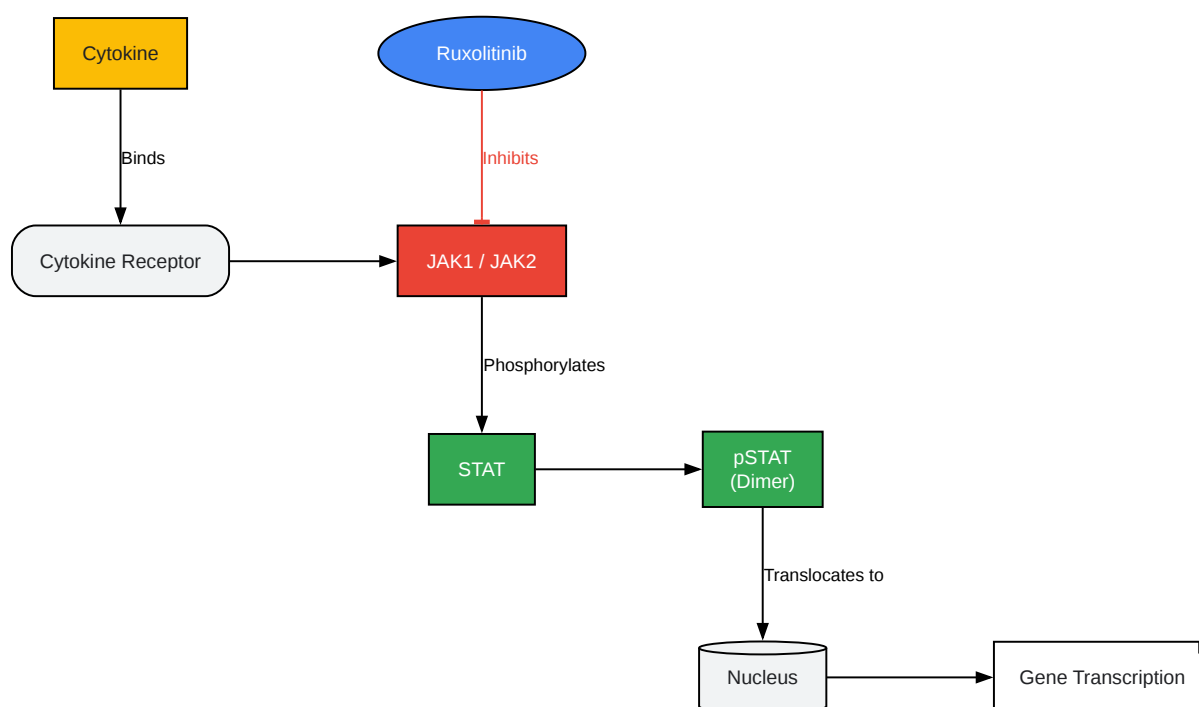 Cytokine
Ruxolitinib
Binds
Inhibits
Cytokine Receptor
JAK1 / JAK2
Phosphorylates
STAT
pSTAT
(Dimer)
Translocates to
Nucleus
Gene Transcription